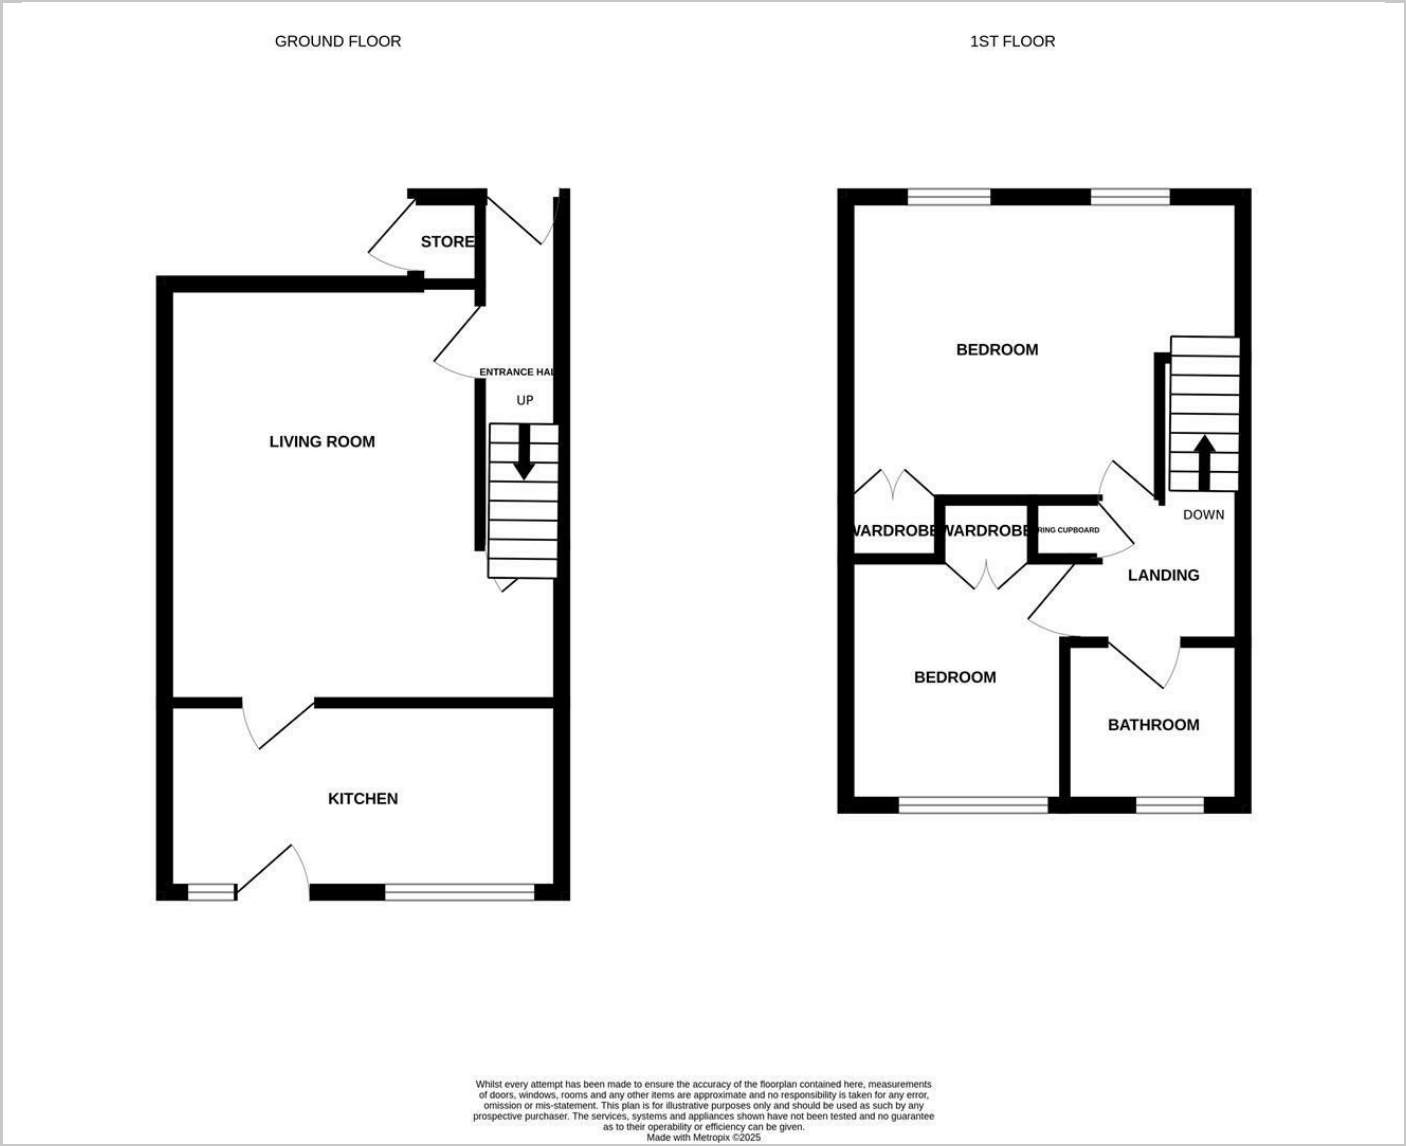 GROUND FLOOR
1ST FLOOR
STORE
ENTRANCE HAL
UP
LIVING ROOM
KITCHEN
BEDROOM
WARDROBE
WARDROBE
RING CUPBOARD
DOWN
LANDING
BEDROOM
BATHROOM
Whilst every attempt has been made to ensure the accuracy of the floorplan contained here, measurements
of doors, windows, rooms and any other items are approximate and no responsibility is taken for any error,
omission or mis-statement. This plan is for illustrative purposes only and should be used as such by any
prospective purchaser. The services, systems and appliances shown have not been tested and no guarantee
as to their operability or efficiency can be given.
Made with Metropix ©2025